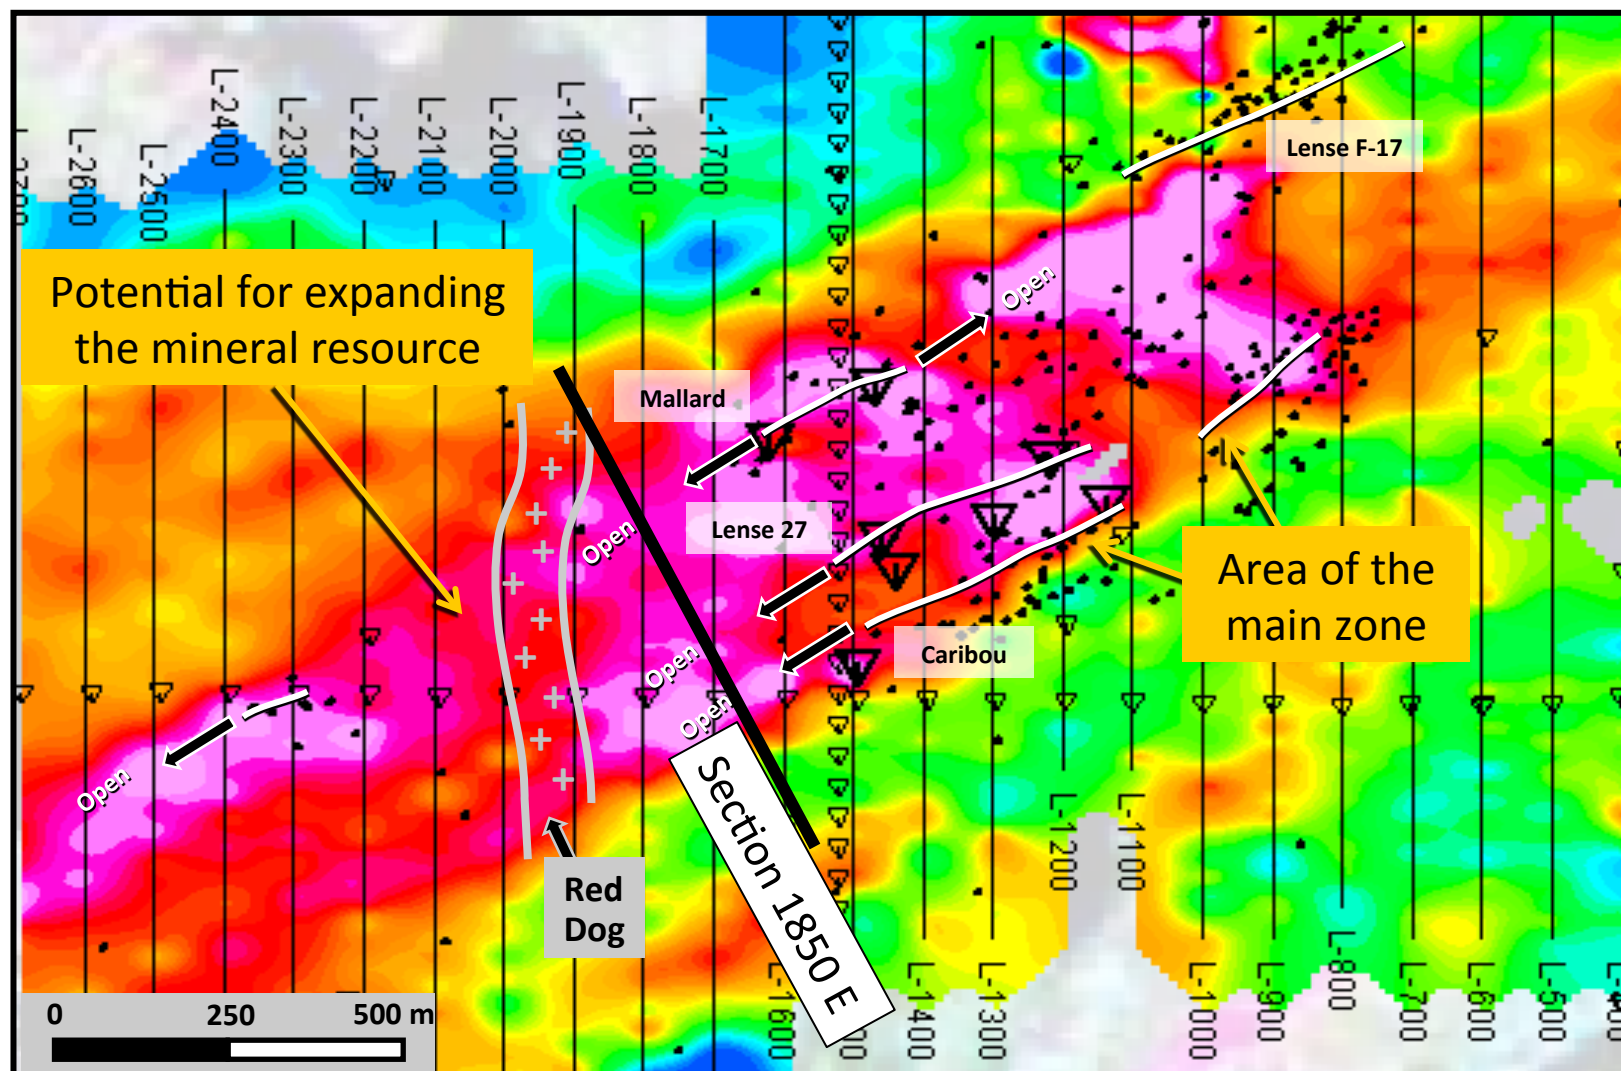 L-2400
L-2300
L-2200
L-2100
L-2000
L-1900
L-1800
L-1700
L-2600
L-2500
Lense F-17
Potential for expanding
the mineral resource
Open
Mallard
Open
Lense 27
Area of the
main zone
Caribou
Open
Open
Open
Section 1850 E
Red
Dog
L-1200
L-1100
L-1600
L-1400
L-1300
L-1000
L-900
L-800
L-700
L-600
L-500
0 250 500 m